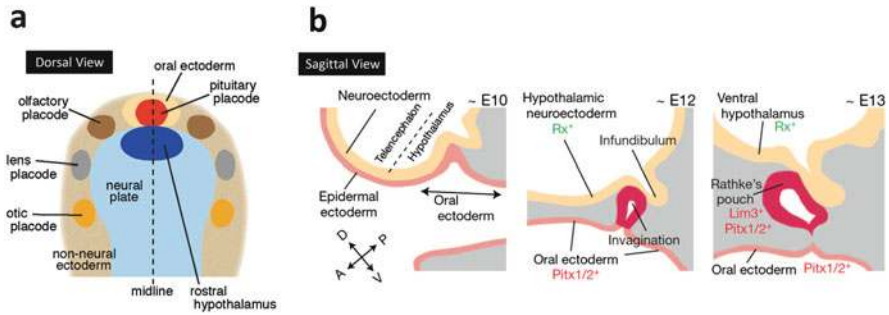 a
Dorsal View
oral ectoderm
pituitary
placode
olfactory
placode
lens
placode
neural
plate
otic
placode
non-neural
ectoderm
midline
rostral
hypothalamus
b
Sagittal View
~ E10
Neuroectoderm
Telencephalon
Hypothalamus
Epidermal
ectoderm
Oral
ectoderm
D
P
A
V
~ E12
Hypothalamic
neuroectoderm
Rx⁺
Infundibulum
Invagination
Oral ectoderm
Pitx1/2⁺
~ E13
Ventral
hypothalamus
Rx⁺
Rathke's
pouch
Lim3⁺
Pitx1/2⁺
Oral ectoderm
Pitx1/2⁺